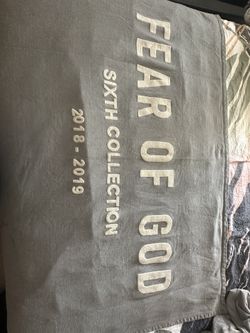 FEAR OF GOD
SIXTH COLLECTION
2018 - 2019